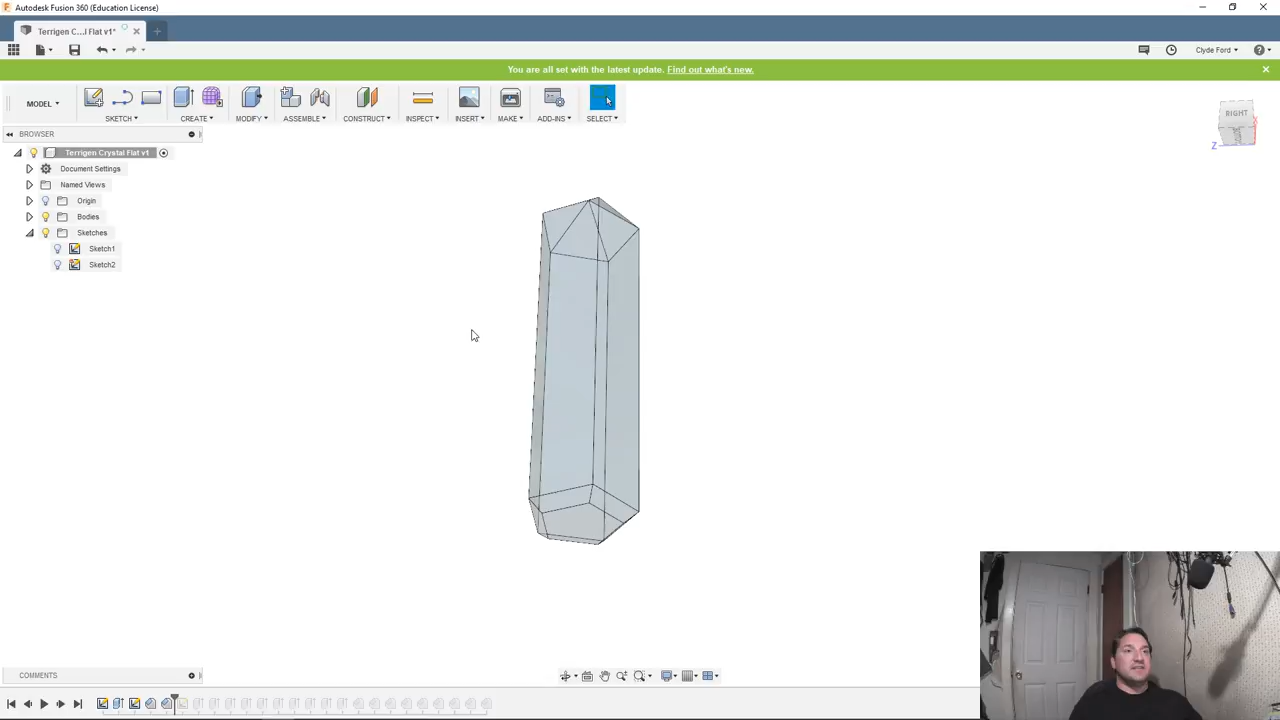 Autodesk Fusion 360 (Education License)
Terrigen C...l Flat v1*
Clyde Ford
You are all set with the latest update. Find out what's new.
MODEL
SKETCH
CREATE
MODIFY
ASSEMBLE
CONSTRUCT
INSPECT
INSERT
MAKE
ADD-INS
SELECT
RIGHT
Z
BROWSER
Terrigen Crystal Flat v1
Document Settings
Named Views
Origin
Bodies
Sketches
Sketch1
Sketch2
COMMENTS